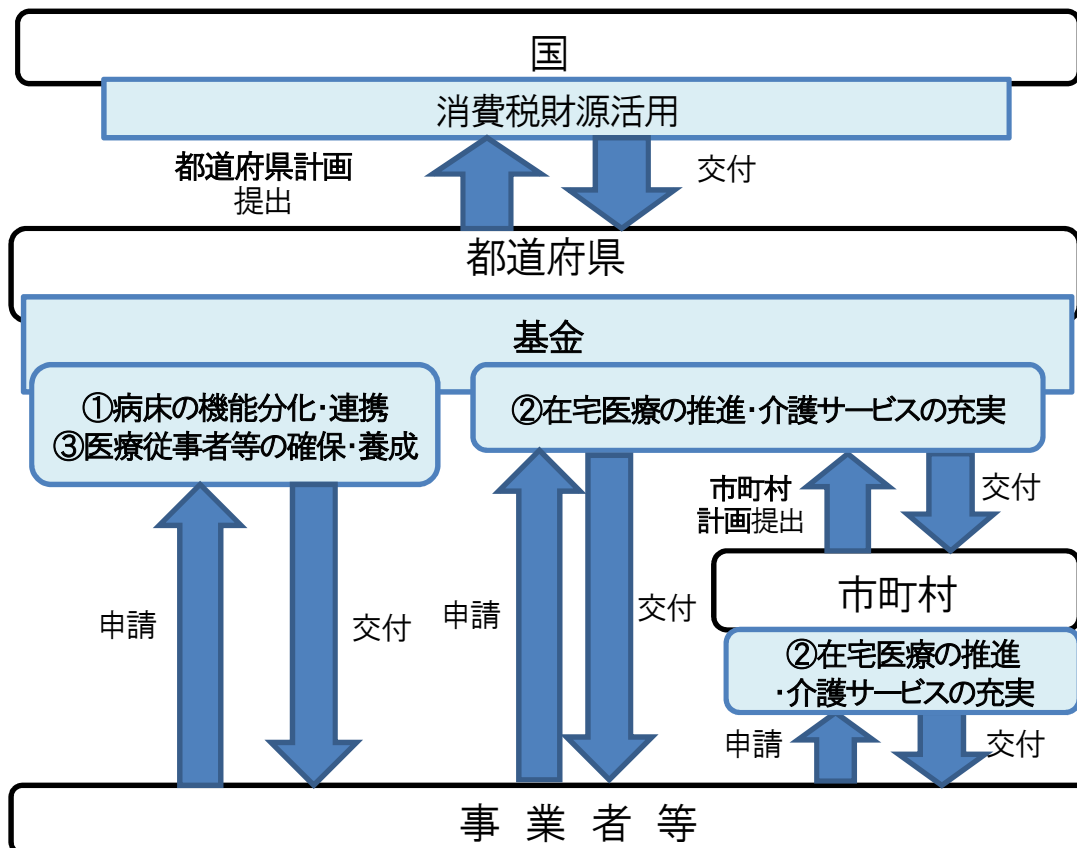 国
消費税財源活用
都道府県計画
提出
交付
都道府県
基金
①病床の機能分化・連携
③医療従事者等の確保・養成
②在宅医療の推進・介護サービスの充実
市町村
計画提出
交付
市町村
②在宅医療の推進
・介護サービスの充実
申請
交付
申請
交付
申請
交付
事業者等